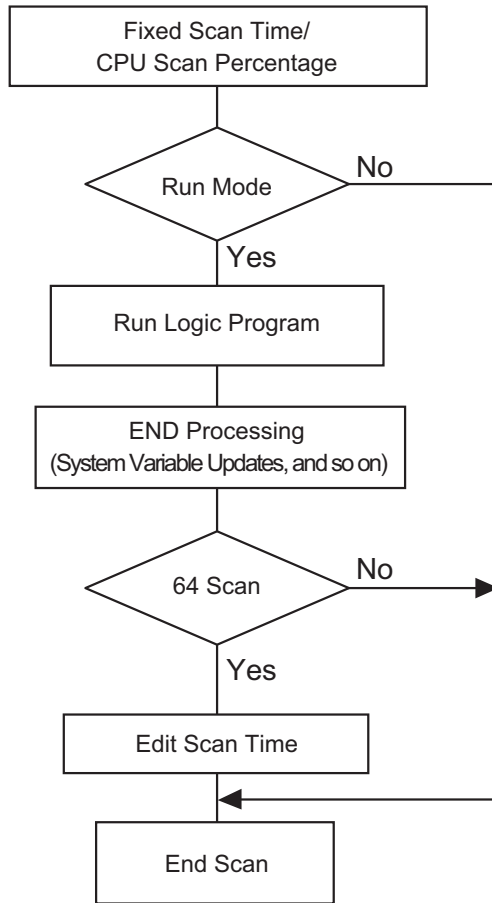 Fixed Scan Time/
CPU Scan Percentage
Run Mode
No
Yes
Run Logic Program
END Processing
(System Variable Updates, and so on)
64 Scan
No
Yes
Edit Scan Time
End Scan